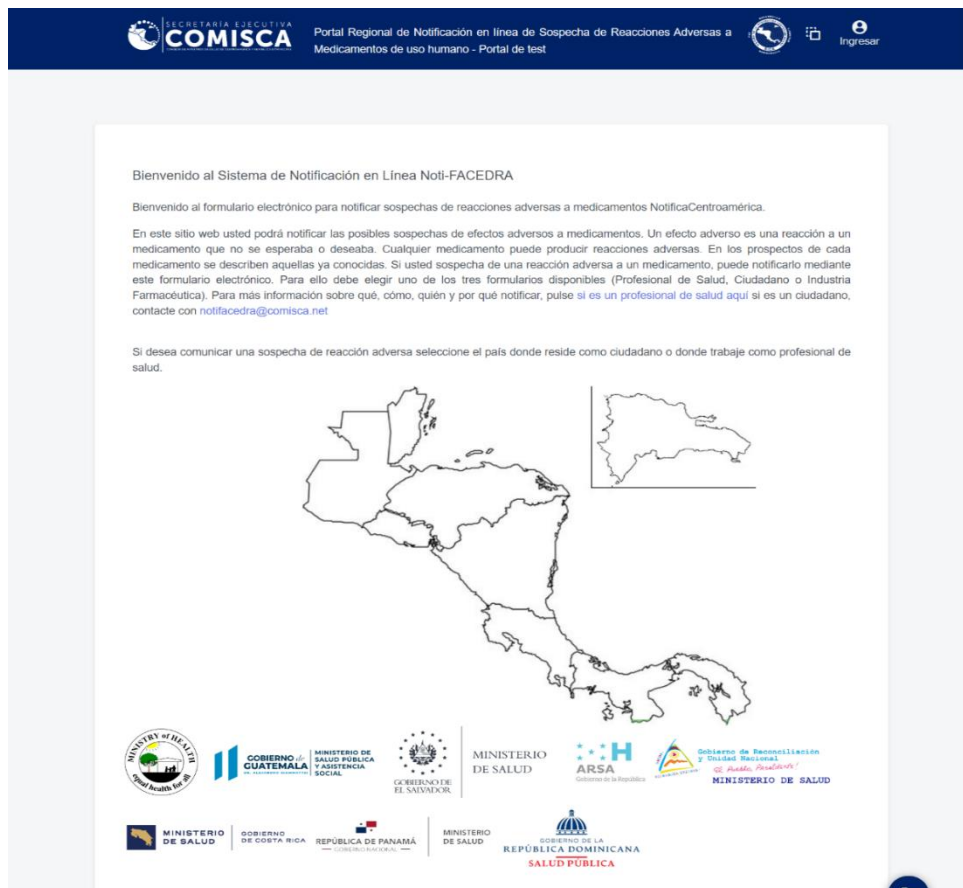 SECRETARÍA EJECUTIVA
COMISCA
Portal Regional de Notificación en línea de Sospecha de Reacciones Adversas a
Medicamentos de uso humano - Portal de test
Ingresar
Bienvenido al Sistema de Notificación en Línea Noti-FACEDRA
Bienvenido al formulario electrónico para notificar sospechas de reacciones adversas a medicamentos NotificaCentroamérica.
En este sitio web usted podrá notificar las posibles sospechas de efectos adversos a medicamentos. Un efecto adverso es una reacción a un
medicamento que no se esperaba o deseaba. Cualquier medicamento puede producir reacciones adversas. En los prospectos de cada
medicamento se describen aquellas ya conocidas. Si usted sospecha de una reacción adversa a un medicamento, puede notificarlo mediante
este formulario electrónico. Para ello debe elegir uno de los tres formularios disponibles (Profesional de Salud, Ciudadano o Industria
Farmacéutica). Para más información sobre qué, cómo, quién y por qué notificar, pulse si es un profesional de salud aquí si es un ciudadano,
contacte con notifacedra@comisca.net
Si desea comunicar una sospecha de reacción adversa seleccione el país donde reside como ciudadano o donde trabaje como profesional de
salud.
MINISTRY of HEALTH
equal health for all
GOBIERNO de
GUATEMALA
MINISTERIO DE
SALUD PÚBLICA
Y ASISTENCIA
SOCIAL
GOBIERNO DE
EL SALVADOR
MINISTERIO
DE SALUD
H
ARSA
Gobierno de la República
Gobierno de Reconciliación
y Unidad Nacional
El Pueblo, Presidente!
MINISTERIO DE SALUD
MINISTERIO
DE SALUD
GOBIERNO
DE COSTA RICA
REPÚBLICA DE PANAMÁ
— GOBIERNO NACIONAL —
MINISTERIO
DE SALUD
GOBIERNO DE LA
REPÚBLICA DOMINICANA
SALUD PÚBLICA